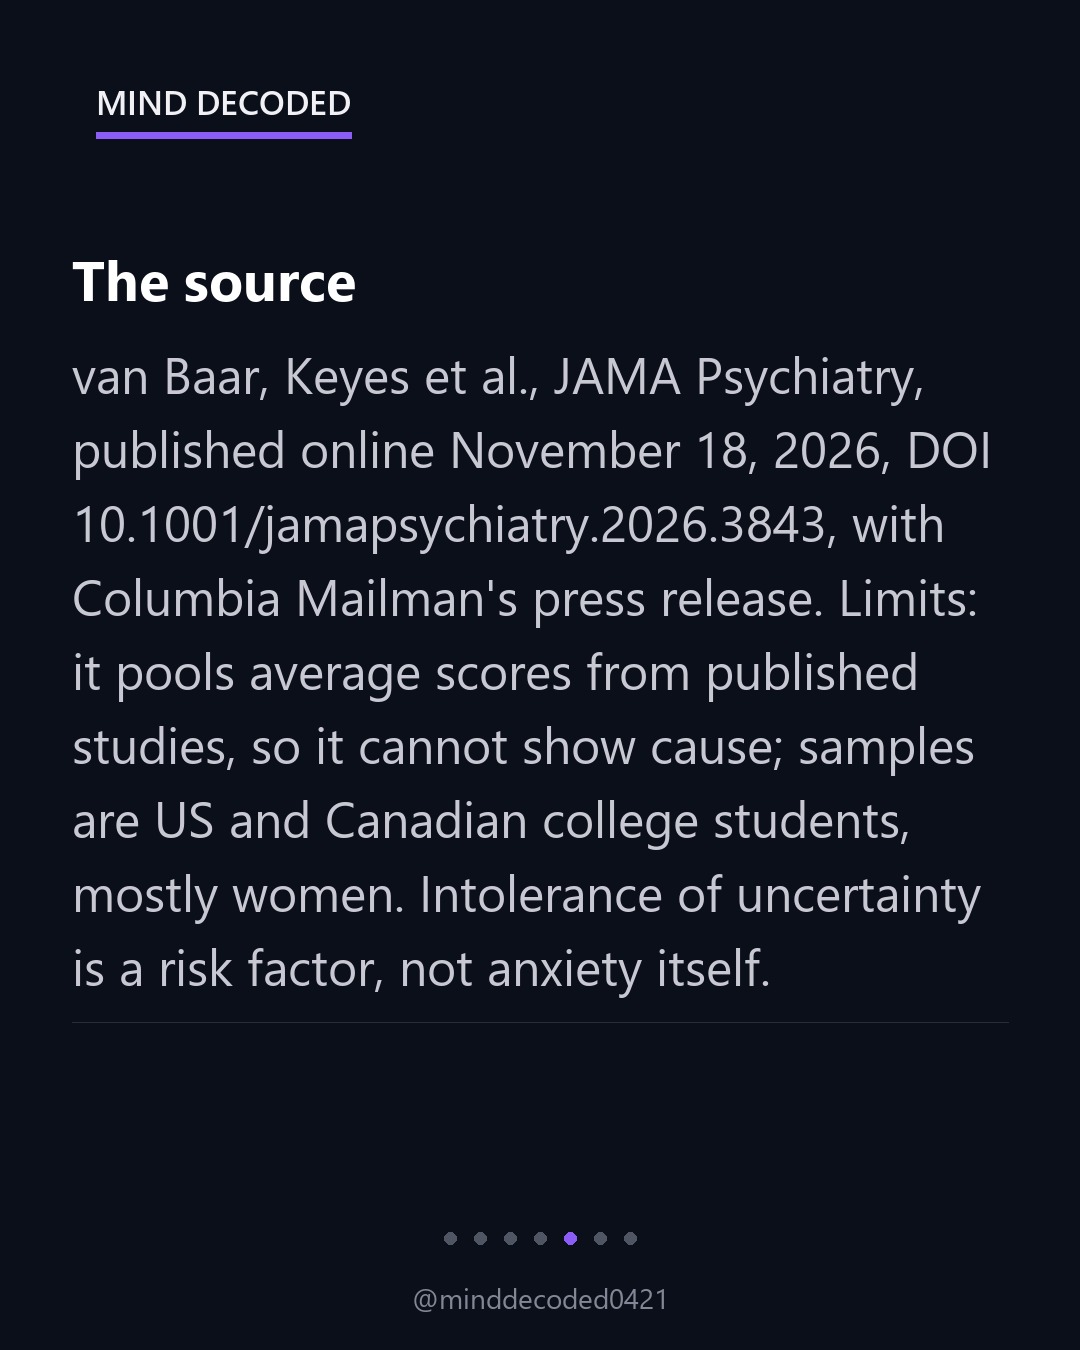 MIND DECODED
The source
van Baar, Keyes et al., JAMA Psychiatry,
published online November 18, 2026, DOI
10.1001/jamapsychiatry.2026.3843, with
Columbia Mailman's press release. Limits:
it pools average scores from published
studies, so it cannot show cause; samples
are US and Canadian college students,
mostly women. Intolerance of uncertainty
is a risk factor, not anxiety itself.
@minddecoded0421